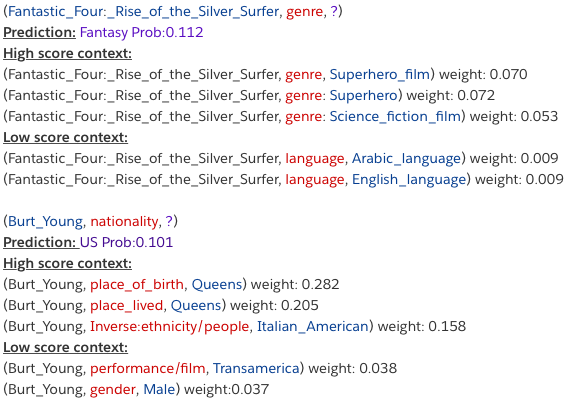 (Fantastic_Four:_Rise_of_the_Silver_Surfer, genre, ?)
Prediction: Fantasy Prob:0.112
High score context:
(Fantastic_Four:_Rise_of_the_Silver_Surfer, genre, Superhero_film) weight: 0.070
(Fantastic_Four:_Rise_of_the_Silver_Surfer, genre: Superhero) weight: 0.072
(Fantastic_Four:_Rise_of_the_Silver_Surfer, genre: Science_fiction_film) weight: 0.053
Low score context:
(Fantastic_Four:_Rise_of_the_Silver_Surfer, language, Arabic_language) weight: 0.009
(Fantastic_Four:_Rise_of_the_Silver_Surfer, language, English_language) weight: 0.009
(Burt_Young, nationality, ?)
Prediction: US Prob:0.101
High score context:
(Burt_Young, place_of_birth, Queens) weight: 0.282
(Burt_Young, place_lived, Queens) weight: 0.205
(Burt_Young, Inverse:ethnicity/people, Italian_American) weight: 0.158
Low score context:
(Burt_Young, performance/film, Transamerica) weight: 0.038
(Burt_Young, gender, Male) weight:0.037